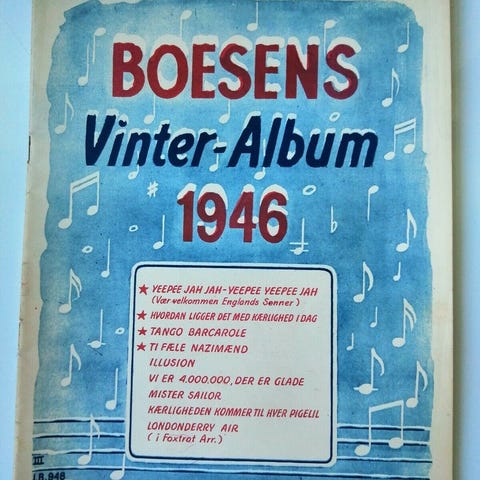 BOESENS
Vinter-Album
1946
★ YEEPEE JAH JAH-YEEPEE YEEPEE JAH
(Vær velkommen Englands Sønner)
★ HVORDAN LIGGER DET MED KÆRLIGHED I DAG
★ TANGO BARCAROLE
★ TI FÆLE NAZIMÆND
ILLUSION
VI ER 4.000.000, DER ER GLADE
MISTER SAILOR
KÆRLIGHEDEN KOMMER TIL HVER PIGELIL
LONDONDERRY AIR
(i Foxtrot Arr.)
III
B. 948